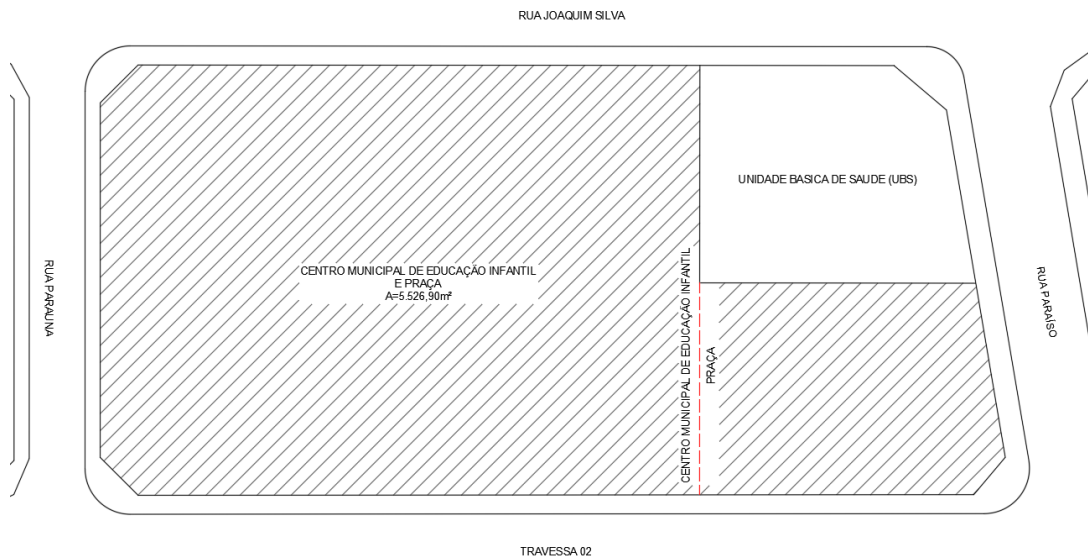 RUA JOAQUIM SILVA
UNIDADE BASICA DE SAUDE (UBS)
RUA PARAUNA
CENTRO MUNICIPAL DE EDUCAÇÃO INFANTIL
E PRAÇA
A=5.526,90m²
CENTRO MUNICIPAL DE EDUCAÇÃO INFANTIL
PRAÇA
RUA PARAÍSO
TRAVESSA 02